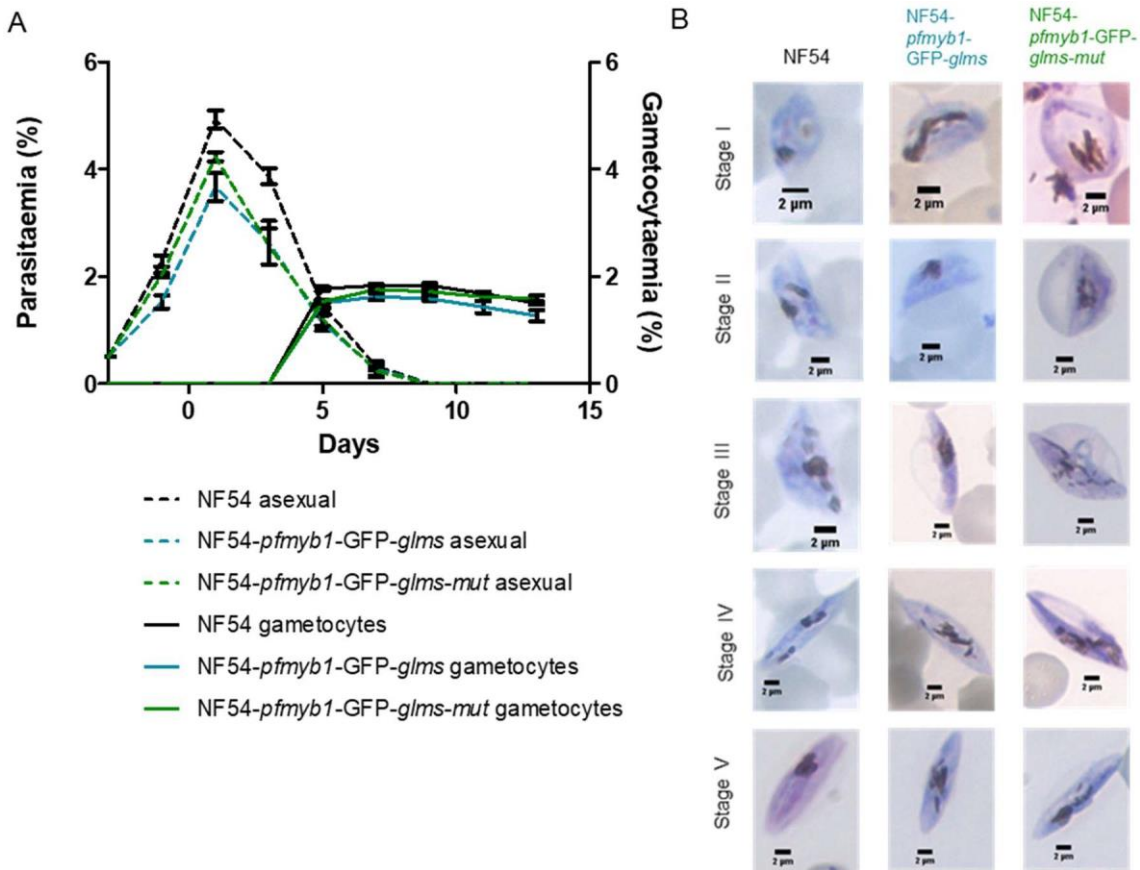 A
Parasitaemia (%)
6
4
2
0
6
4
2
0
Gametocytaemia (%)
0
5
10
15
Days
NF54 asexual
NF54-pfmyb1-GFP-glms asexual
NF54-pfmyb1-GFP-glms-mut asexual
NF54 gametocytes
NF54-pfmyb1-GFP-glms gametocytes
NF54-pfmyb1-GFP-glms-mut gametocytes
B
NF54
NF54-
pfmyb1-
GFP-glms
NF54-
pfmyb1-GFP-
glms-mut
Stage I
2 µm
2 µm
2 µm
Stage II
2 µm
2 µm
2 µm
Stage III
2 µm
2 µm
2 µm
Stage IV
2 µm
2 µm
2 µm
Stage V
2 µm
2 µm
2 µm